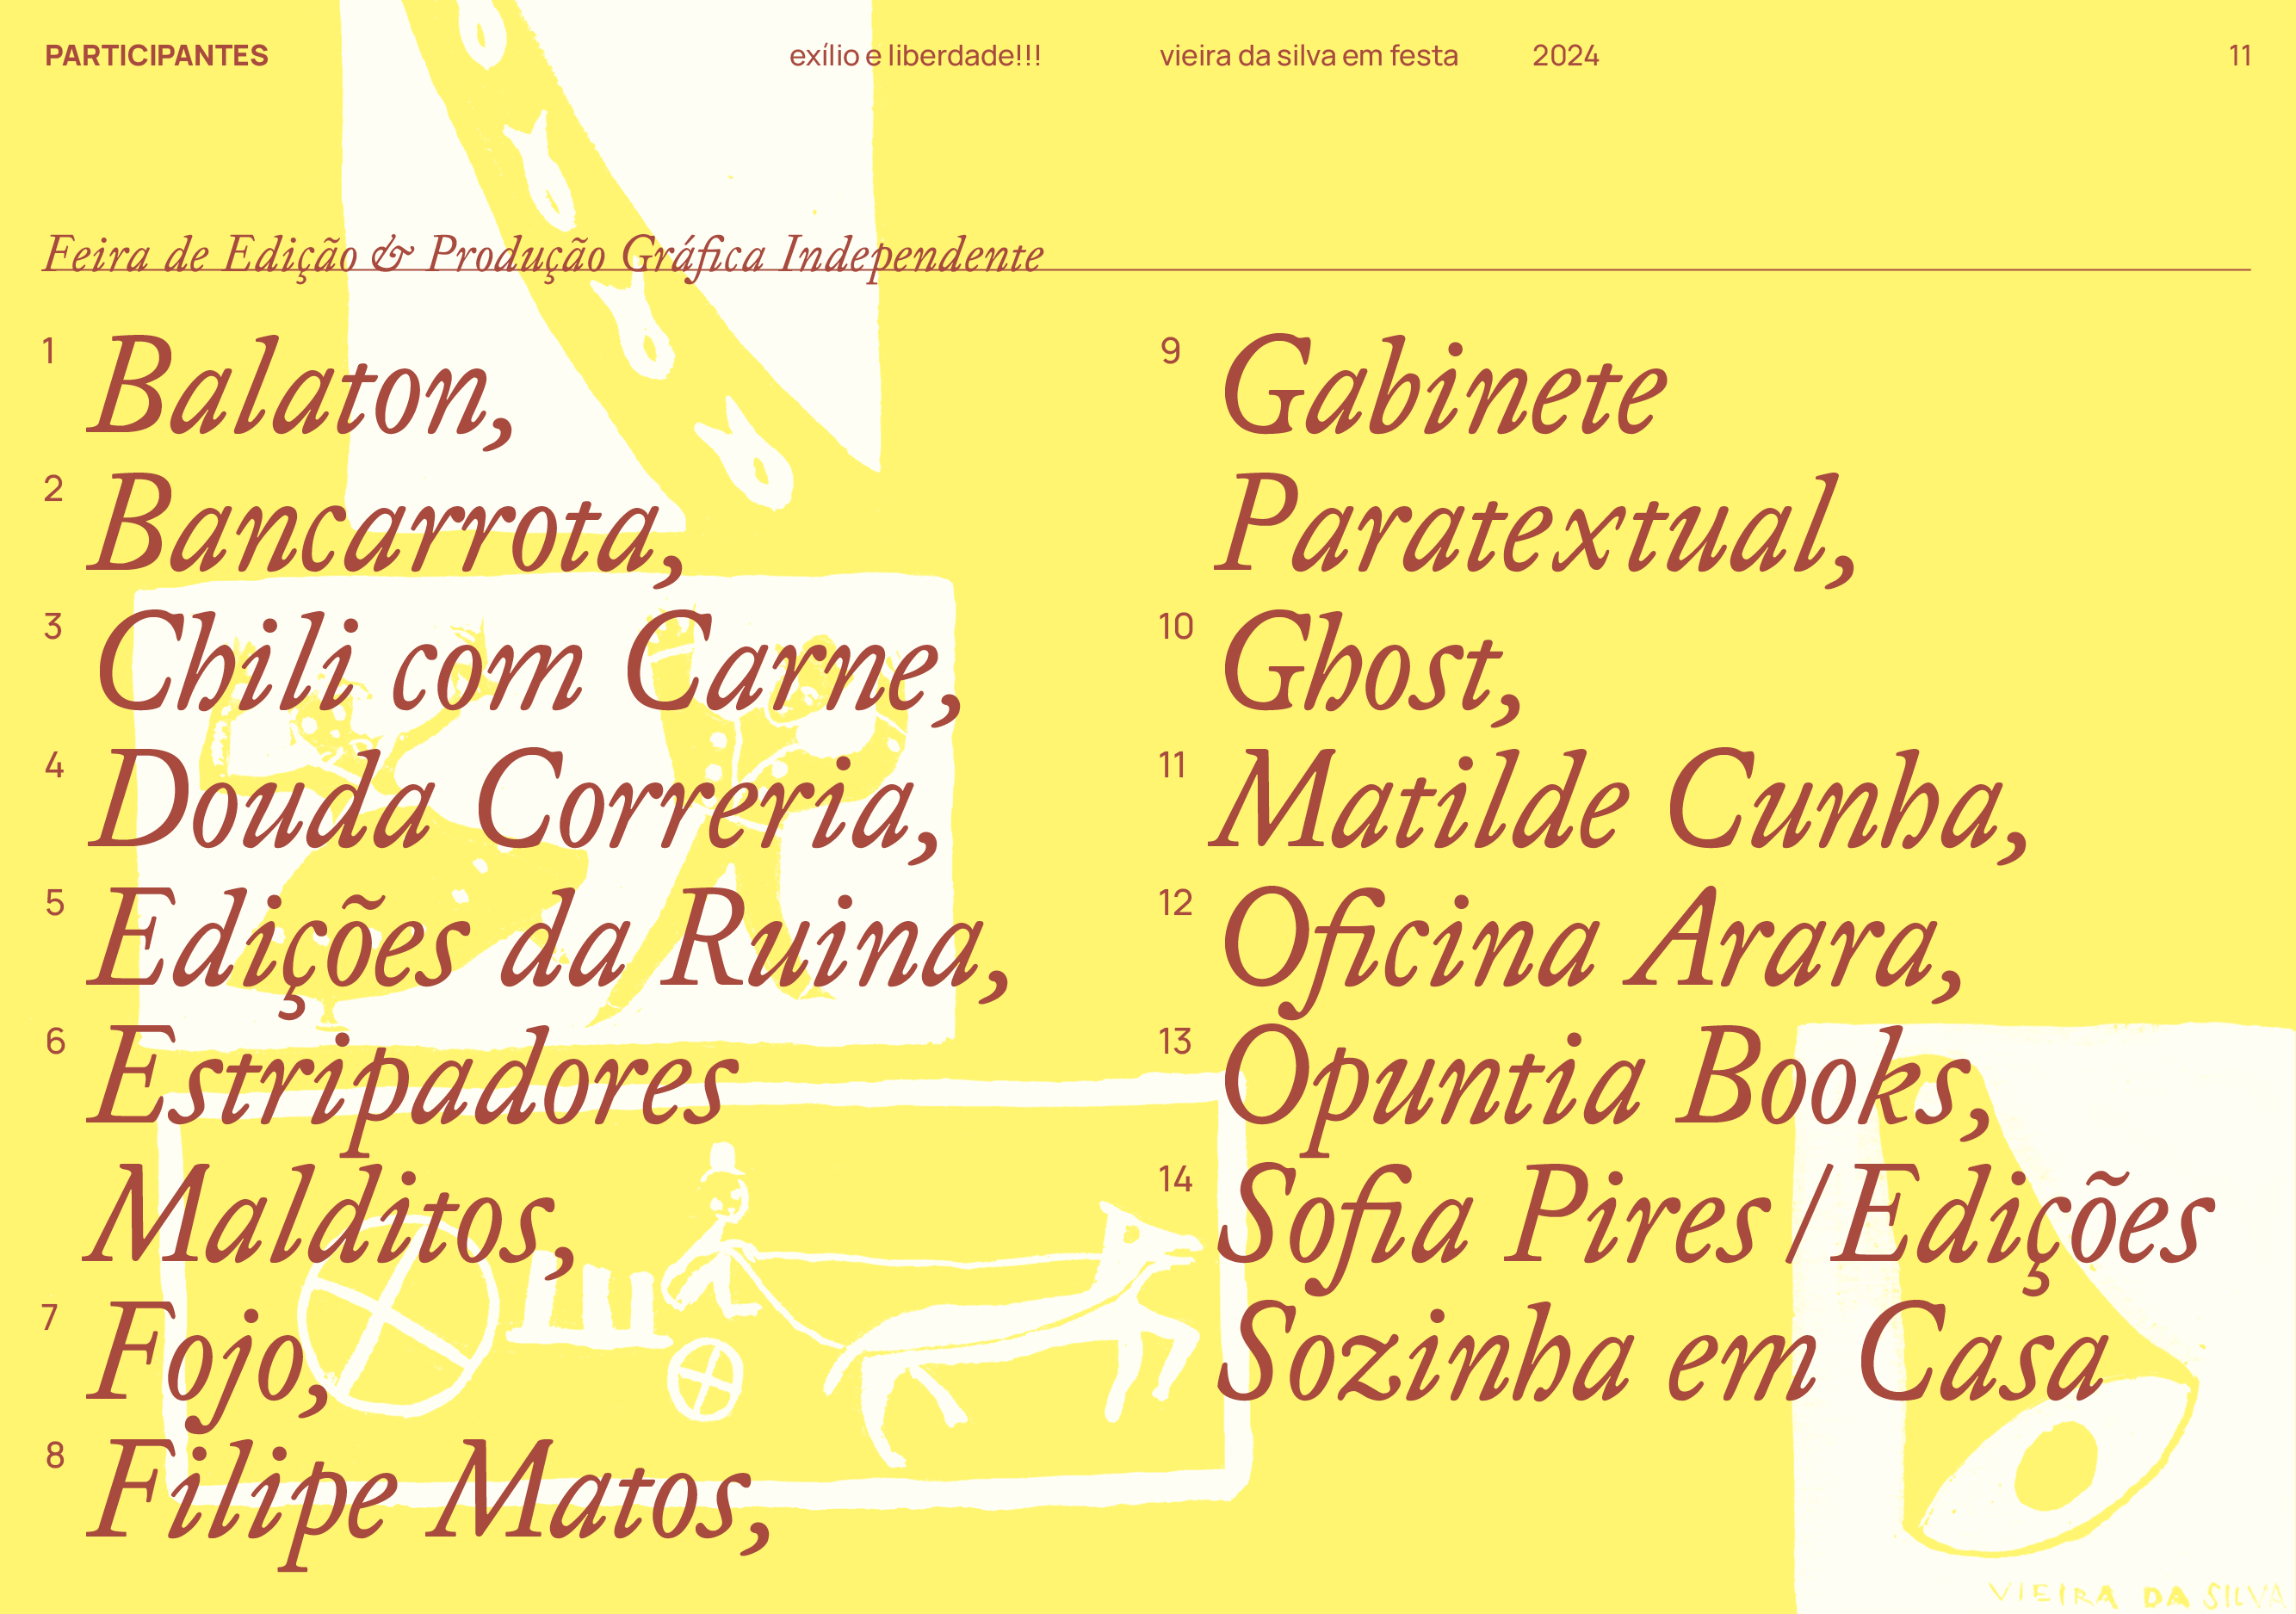 PARTICIPANTES
exílio e liberdade!!!
vieira da silva em festa
2024
11
Feira de Edição & Produção Gráfica Independente
1 Balaton,
2 Bancarrota,
3 Chili com Carne,
4 Douda Correria,
5 Edições da Ruina,
6 Estripadores
Malditos,
7 Fojo,
8 Filipe Matos,
9 Gabinete
Paratextual,
10 Ghost,
11 Matilde Cunha,
12 Oficina Arara,
13 Opuntia Books,
14 Sofia Pires/Edições
Sozinha em Casa
VIEIRA DA SILVA